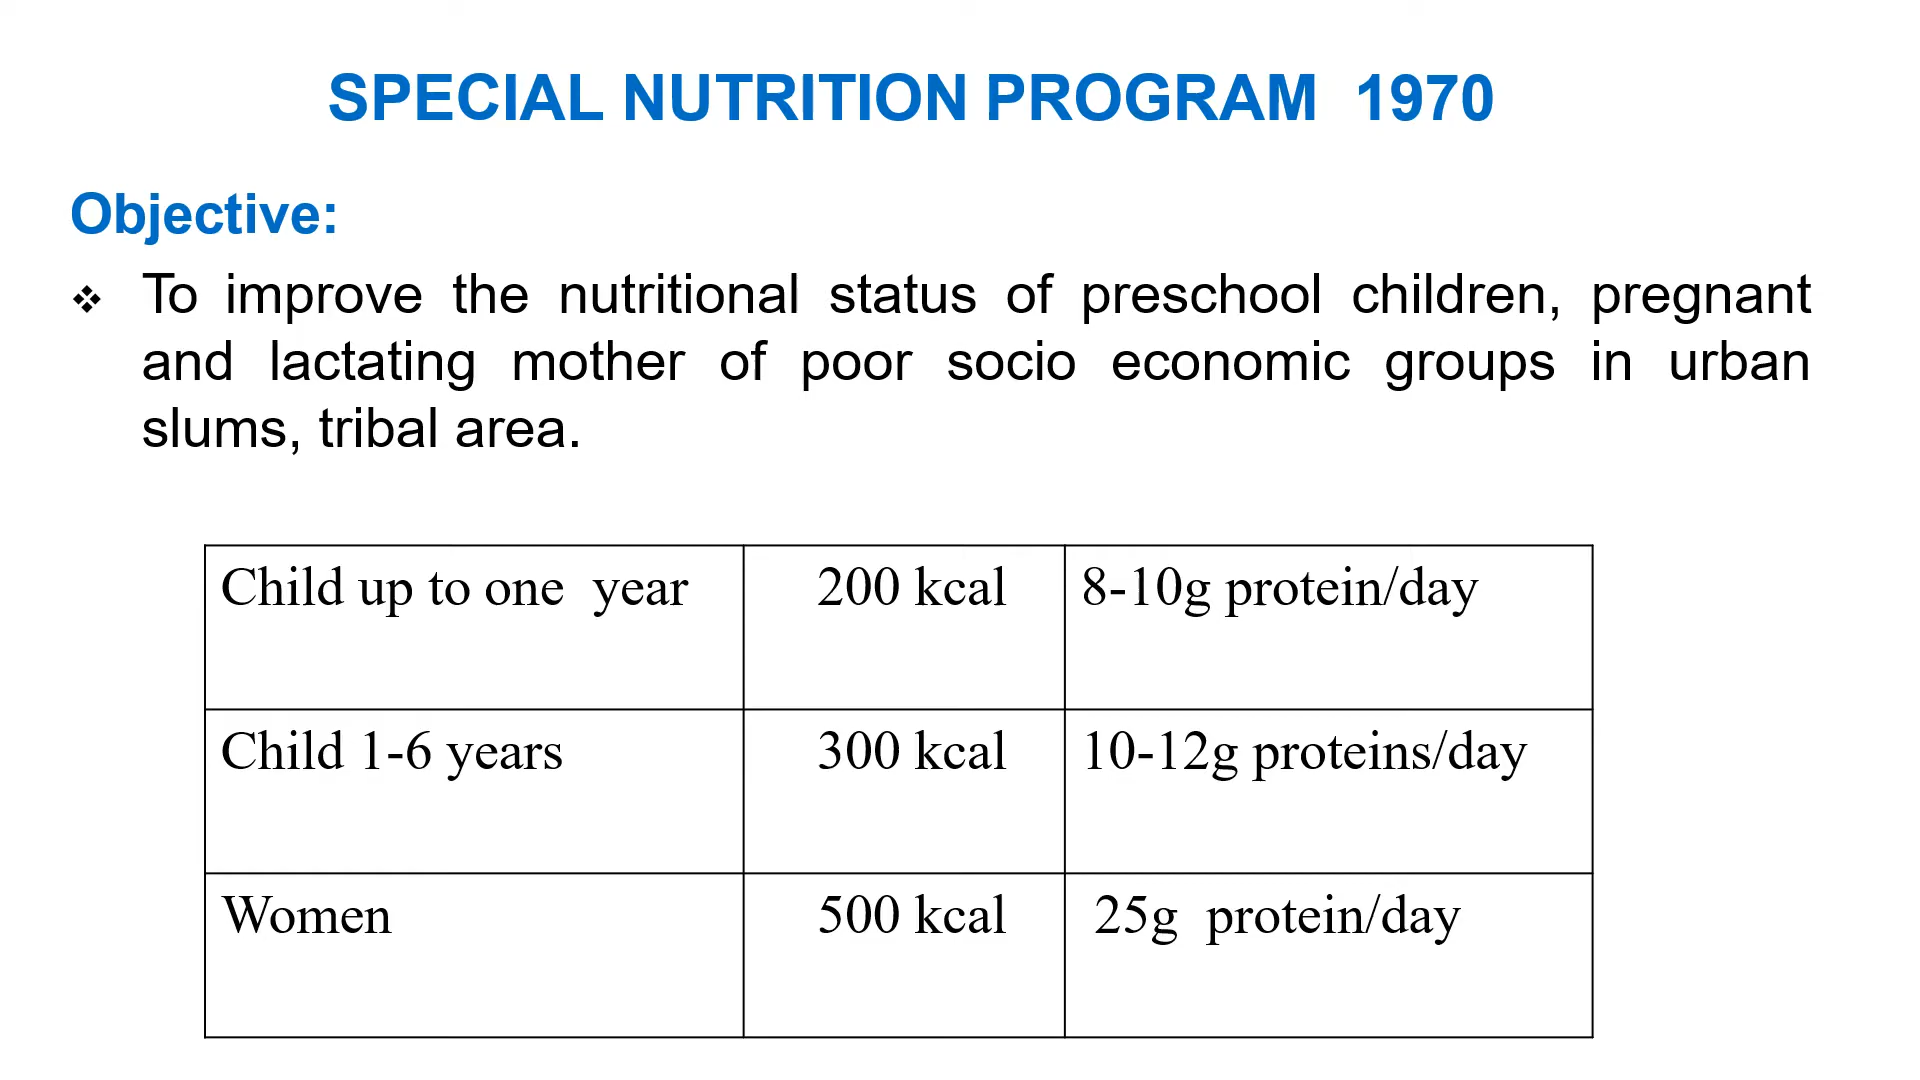 SPECIAL NUTRITION PROGRAM 1970
Objective:
❖ To improve the nutritional status of preschool children, pregnant
and lactating mother of poor socio economic groups in urban
slums, tribal area.
Child up to one year 200 kcal 8-10g protein/day
Child 1-6 years 300 kcal 10-12g proteins/day
Women 500 kcal 25g protein/day